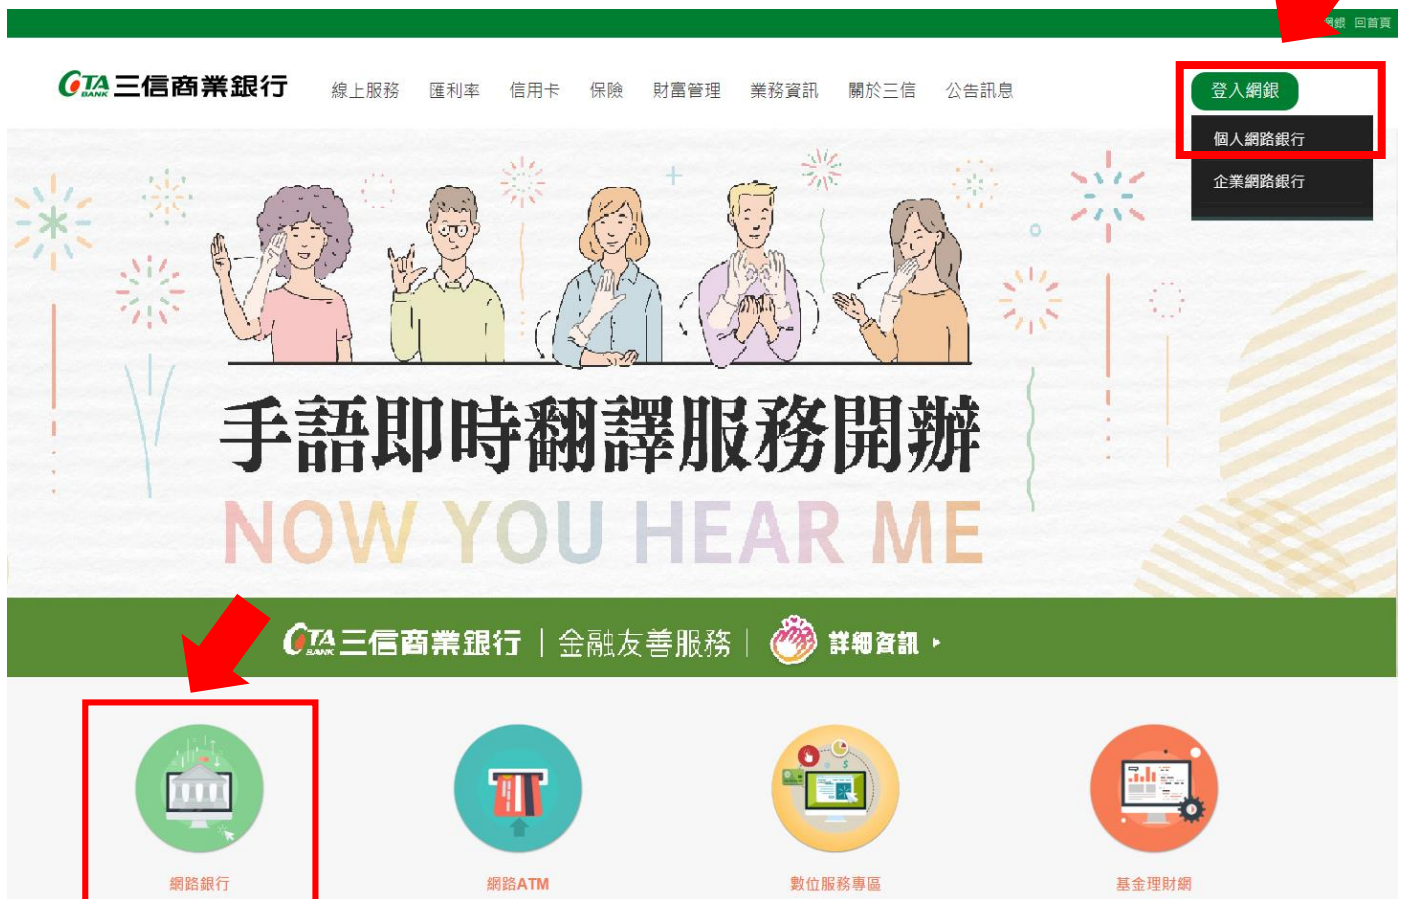 網銀 回首頁
CTA BANK 三信商業銀行 線上服務 匯利率 信用卡 保險 財富管理 業務資訊 關於三信 公告訊息 登入網銀
個人網路銀行
企業網路銀行
手語即時翻譯服務開辦
NOW YOU HEAR ME
CTA BANK 三信商業銀行 | 金融友善服務 | 詳細資訊
網路銀行 網路ATM 數位服務專區 基金理財網